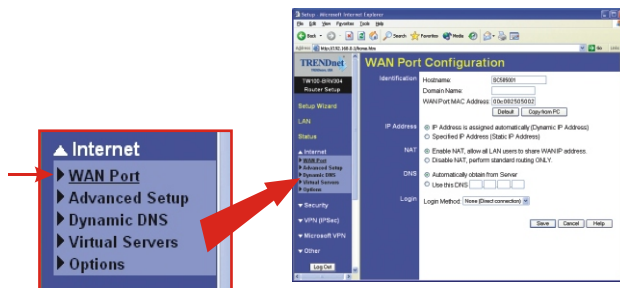 Internet
WAN Port
Advanced Setup
Dynamic DNS
Virtual Servers
Options
Setup - Microsoft Internet Explorer
File Edit View Favorites Tools Help
Back Search Favorites Media
Address Go
TRENDnet
TW100-BRV304
Router Setup
Setup Wizard
LAN
Status
Internet
WAN Port
Advanced Setup
Dynamic DNS
Virtual Servers
Options
Security
VPN (IPSec)
Microsoft VPN
Other
Log Out
WAN Port Configuration
Identification
Hostname:
Domain Name:
WAN Port MAC Address: 00c002505002
Default Copy from PC
IP Address
IP Address is assigned automatically (Dynamic IP Address)
Specified IP Address (Static IP Address)
NAT
Enable NAT, allow all LAN users to share WAN IP address.
Disable NAT, perform standard routing ONLY.
DNS
Automatically obtain from Server
Use this DNS
Login
Login Method: None (Direct connection)
Save Cancel Help